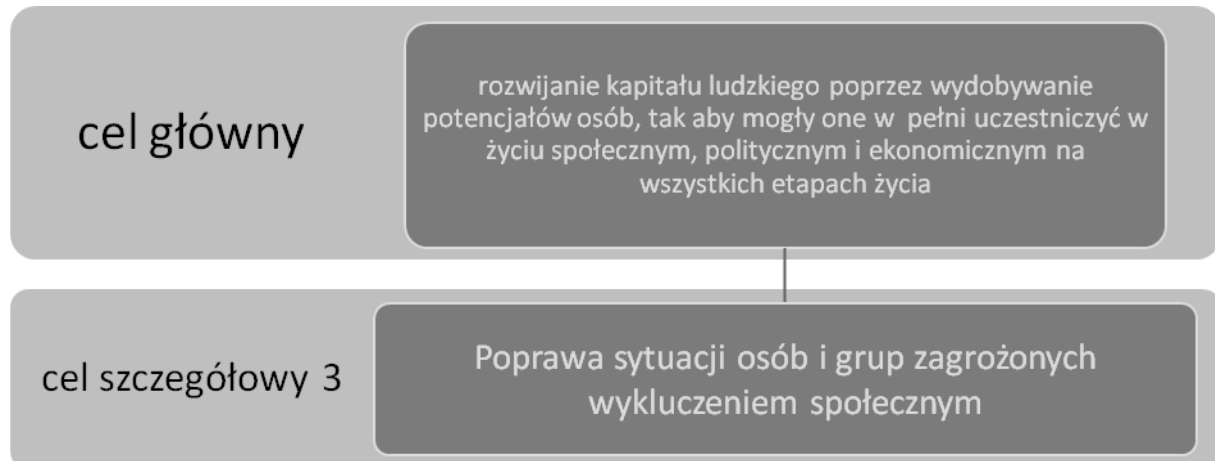 cel główny
rozwijanie kapitału ludzkiego poprzez wydobywanie
potencjałów osób, tak aby mogły one w pełni uczestniczyć w
życiu społecznym, politycznym i ekonomicznym na
wszystkich etapach życia
cel szczegółowy 3
Poprawa sytuacji osób i grup zagrożonych
wykluczeniem społecznym